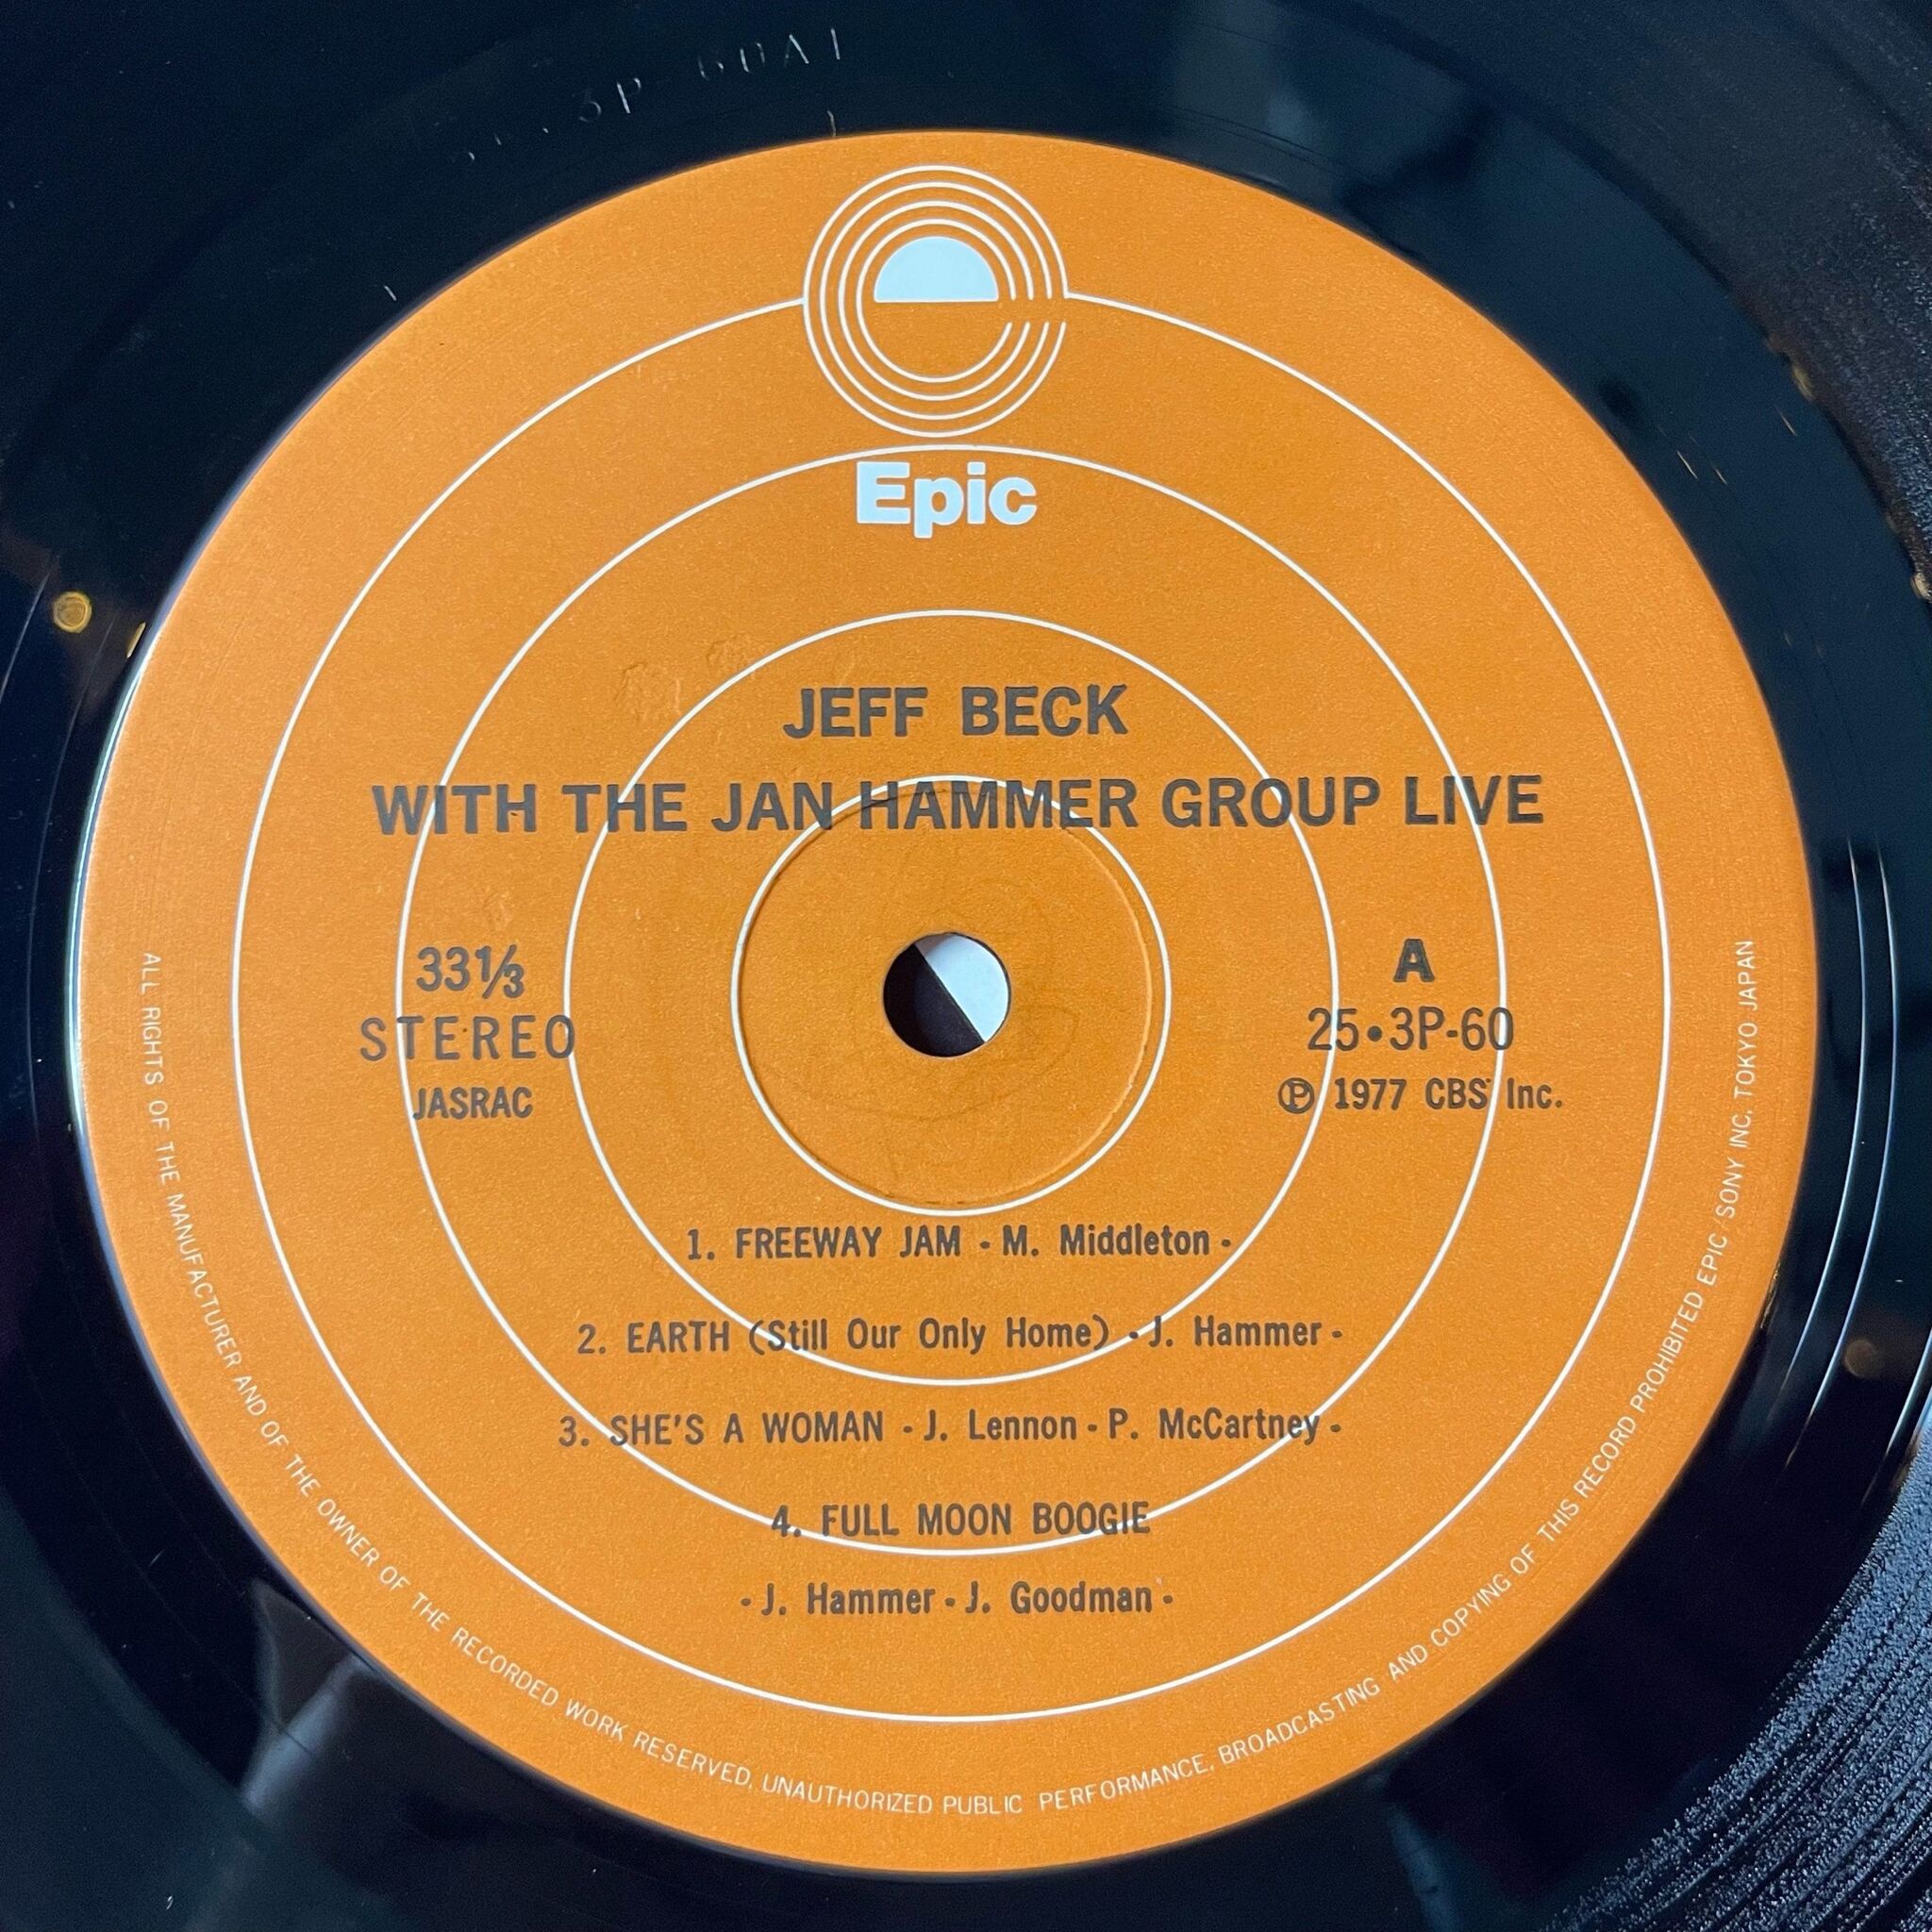 3P 60A1
Epic
JEFF BECK
WITH THE JAN HAMMER GROUP LIVE
33⅓
STEREO
JASRAC
A
25•3P-60
Ⓟ 1977 CBS Inc.
1. FREEWAY JAM - M. Middleton -
2. EARTH (Still Our Only Home) - J. Hammer -
3. SHE'S A WOMAN - J. Lennon - P. McCartney -
4. FULL MOON BOOGIE
- J. Hammer - J. Goodman -
ALL RIGHTS OF THE MANUFACTURER AND OF THE OWNER OF THE RECORDED WORK RESERVED. UNAUTHORIZED PUBLIC PERFORMANCE, BROADCASTING AND COPYING OF THIS RECORD PROHIBITED EPIC/SONY INC. TOKYO JAPAN